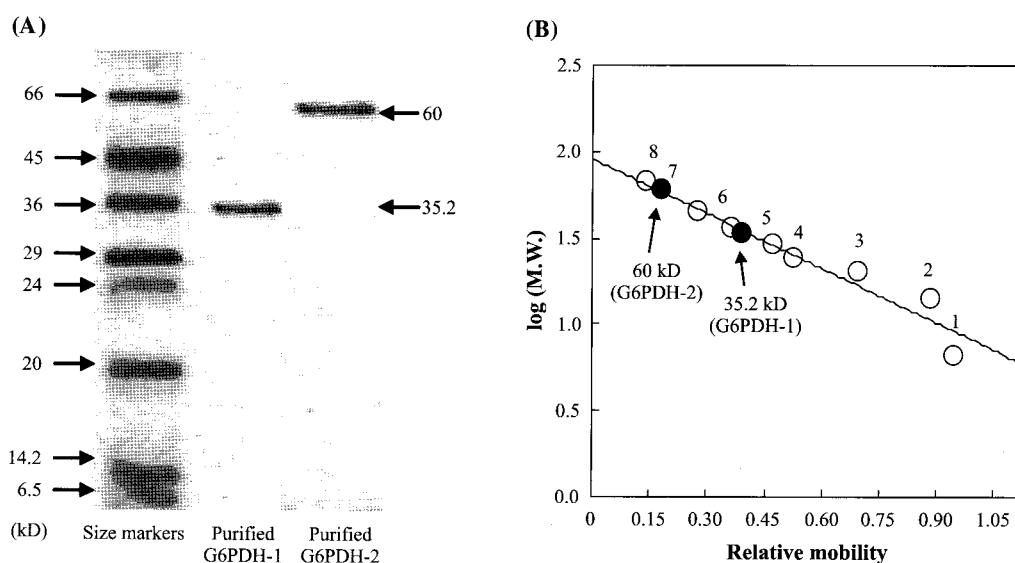 (A)
66
45
36
29
24
20
14.2
6.5
(kD)
60
35.2
Size markers
Purified
G6PDH-1
Purified
G6PDH-2
(B)
log (M.W.)
2.5
2.0
1.5
1.0
0.5
0.0
8
7
6
5
4
3
2
1
60 kD
(G6PDH-2)
35.2 kD
(G6PDH-1)
0
0.15
0.45
0.60
0.75
0.90
1.05
Relative mobility